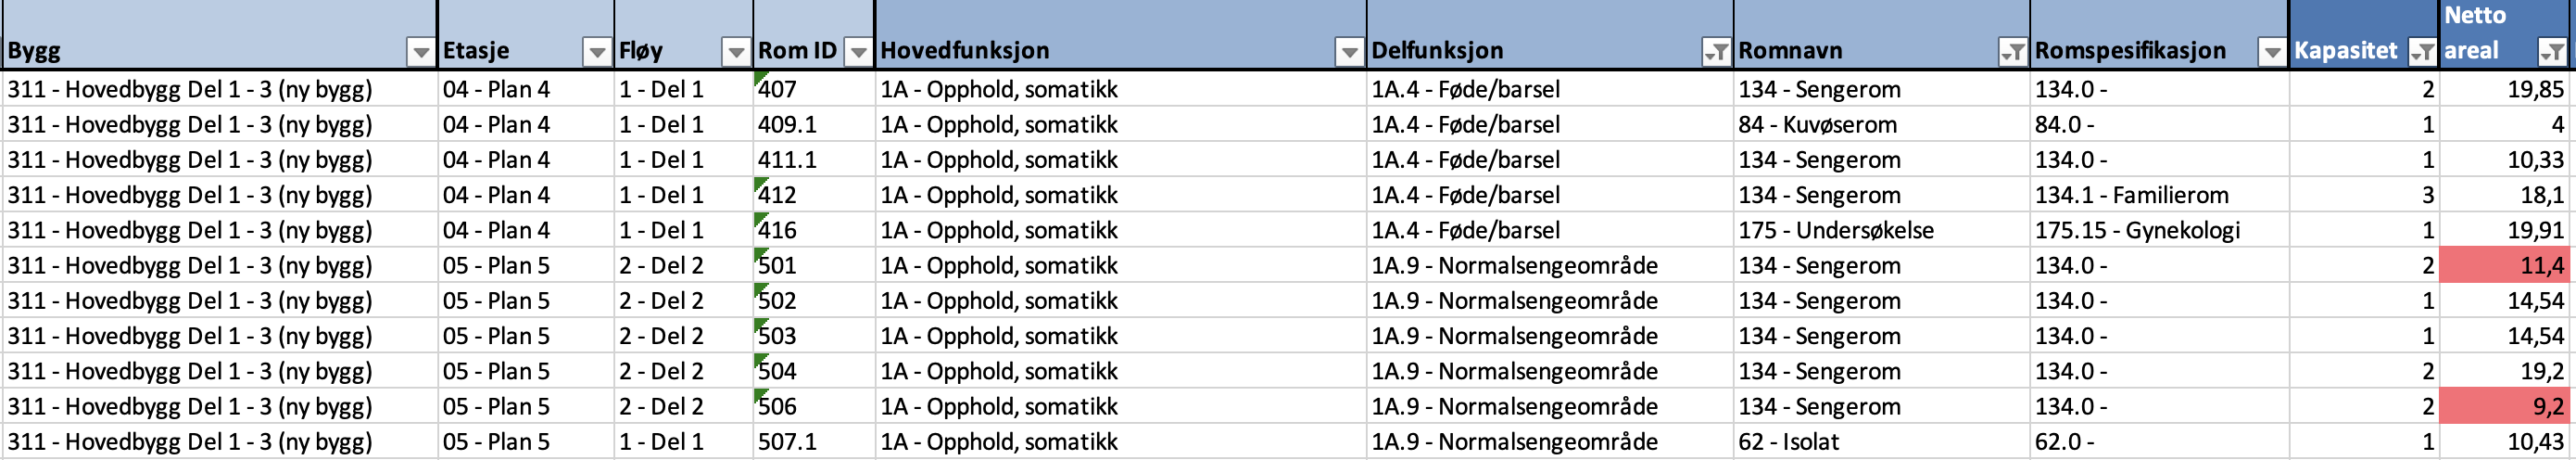 Bygg Etasje Fløy Rom ID Hovedfunksjon Delfunksjon Romnavn Romspesifikasjon Kapasitet Netto areal
311 - Hovedbygg Del 1 - 3 (ny bygg) 04 - Plan 4 1 - Del 1 407 1A - Opphold, somatikk 1A.4 - Føde/barsel 134 - Sengerom 134.0 - 2 19,85
311 - Hovedbygg Del 1 - 3 (ny bygg) 04 - Plan 4 1 - Del 1 409.1 1A - Opphold, somatikk 1A.4 - Føde/barsel 84 - Kuvøserom 84.0 - 1 4
311 - Hovedbygg Del 1 - 3 (ny bygg) 04 - Plan 4 1 - Del 1 411.1 1A - Opphold, somatikk 1A.4 - Føde/barsel 134 - Sengerom 134.0 - 1 10,33
311 - Hovedbygg Del 1 - 3 (ny bygg) 04 - Plan 4 1 - Del 1 412 1A - Opphold, somatikk 1A.4 - Føde/barsel 134 - Sengerom 134.1 - Familierom 3 18,1
311 - Hovedbygg Del 1 - 3 (ny bygg) 04 - Plan 4 1 - Del 1 416 1A - Opphold, somatikk 1A.4 - Føde/barsel 175 - Undersøkelse 175.15 - Gynekologi 1 19,91
311 - Hovedbygg Del 1 - 3 (ny bygg) 05 - Plan 5 2 - Del 2 501 1A - Opphold, somatikk 1A.9 - Normalsengeområde 134 - Sengerom 134.0 - 2 11,4
311 - Hovedbygg Del 1 - 3 (ny bygg) 05 - Plan 5 2 - Del 2 502 1A - Opphold, somatikk 1A.9 - Normalsengeområde 134 - Sengerom 134.0 - 1 14,54
311 - Hovedbygg Del 1 - 3 (ny bygg) 05 - Plan 5 2 - Del 2 503 1A - Opphold, somatikk 1A.9 - Normalsengeområde 134 - Sengerom 134.0 - 1 14,54
311 - Hovedbygg Del 1 - 3 (ny bygg) 05 - Plan 5 2 - Del 2 504 1A - Opphold, somatikk 1A.9 - Normalsengeområde 134 - Sengerom 134.0 - 2 19,2
311 - Hovedbygg Del 1 - 3 (ny bygg) 05 - Plan 5 2 - Del 2 506 1A - Opphold, somatikk 1A.9 - Normalsengeområde 134 - Sengerom 134.0 - 2 9,2
311 - Hovedbygg Del 1 - 3 (ny bygg) 05 - Plan 5 1 - Del 1 507.1 1A - Opphold, somatikk 1A.9 - Normalsengeområde 62 - Isolat 62.0 - 1 10,43